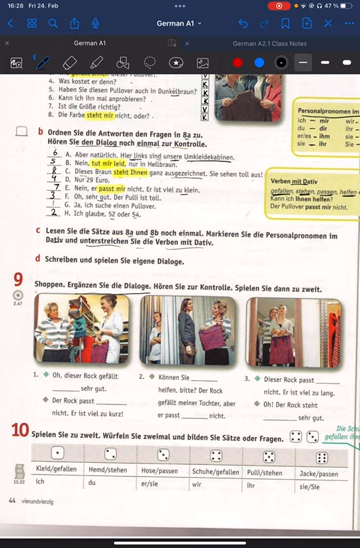 16:28 Fri 24. Feb
47 %
German A1
German A1
German A2.1 Class Notes
4. Was kostet er denn?
5. Haben Sie diesen Pullover auch in Dunkelbraun?
6. Kann ich ihn mal anprobieren?
7. Ist die Größe richtig?
8. Die Farbe steht mir nicht, oder?
V
K
K
K
V
K
b Ordnen Sie die Antworten den Fragen in 8a zu.
Hören Sie den Dialog noch einmal zur Kontrolle.
6 A. Aber natürlich. Hier links sind unsere Umkleidekabinen.
5 B. Nein, tut mir leid, nur in Hellbraun.
8 C. Dieses Braun steht Ihnen ganz ausgezeichnet. Sie sehen toll aus!
4 D. Nur 29 Euro.
7 E. Nein, er passt mir nicht. Er ist viel zu klein.
3 F. Oh, sehr gut. Der Pulli ist toll.
1 G. Ja, ich suche einen Pullover.
2 H. Ich glaube, 52 oder 54.
Personalpronomen im
ich — mir
du — dir
er/es — ihm
sie — ihr
Verben mit Dativ
gefallen, stehen, passen, helfen
Kann ich Ihnen helfen?
Der Pullover passt mir nicht.
c Lesen Sie die Sätze aus 8a und 8b noch einmal. Markieren Sie die Personalpronomen im
Dativ und unterstreichen Sie die Verben mit Dativ.
d Schreiben und spielen Sie eigene Dialoge.
9 Shoppen. Ergänzen Sie die Dialoge. Hören Sie zur Kontrolle. Spielen Sie dann zu zweit.
2.47
1. Oh, dieser Rock gefällt
____ sehr gut.
Der Rock passt ____
nicht. Er ist viel zu kurz!
2. Können Sie ____
helfen, bitte? Der Rock
gefällt meiner Tochter, aber
er passt ____ nicht.
3. Dieser Rock passt ____
nicht. Er ist viel zu lang.
Oh! Der Rock steht
____ sehr gut.
10 Spielen Sie zu zweit. Würfeln Sie zweimal und bilden Sie Sätze oder Fragen.
gefallen ihm
Kleid/gefallen Hemd/stehen Hose/passen Schuhe/gefallen Pulli/stehen Jacke/passen
ich du er/sie wir ihr sie/Sie
44 vierundvierzig